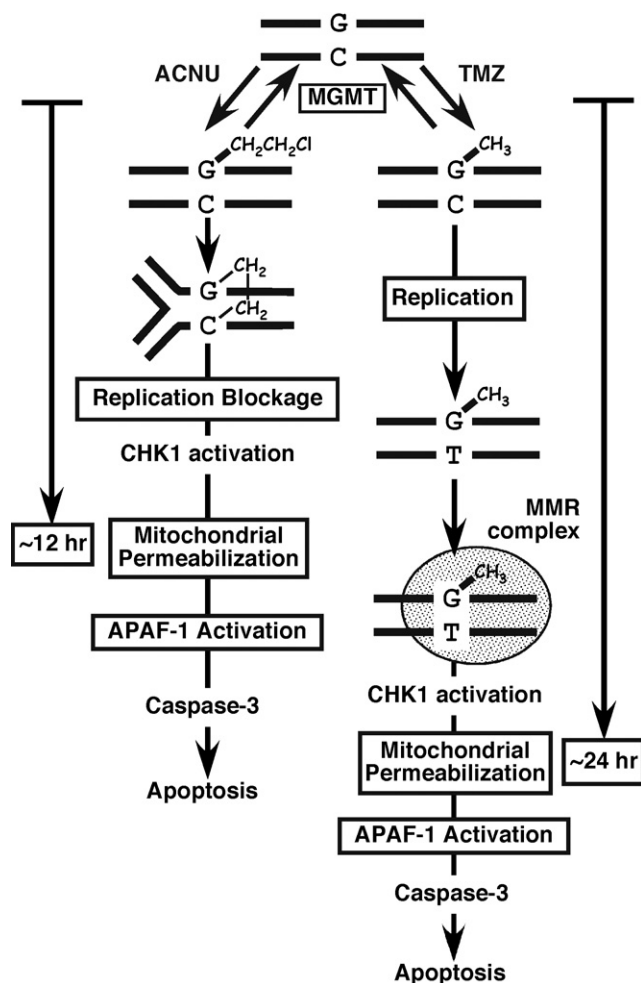 G
C
ACNU
TMZ
MGMT
CH₂CH₂Cl
G
C
CH₃
G
C
CH₂
G
CH₂
C
Replication
Replication Blockage
CH₃
G
T
CHK1 activation
MMR
complex
~12 hr
Mitochondrial
Permeabilization
CH₃
G
T
APAF-1 Activation
CHK1 activation
Caspase-3
Mitochondrial
Permeabilization
~24 hr
Apoptosis
APAF-1 Activation
Caspase-3
Apoptosis